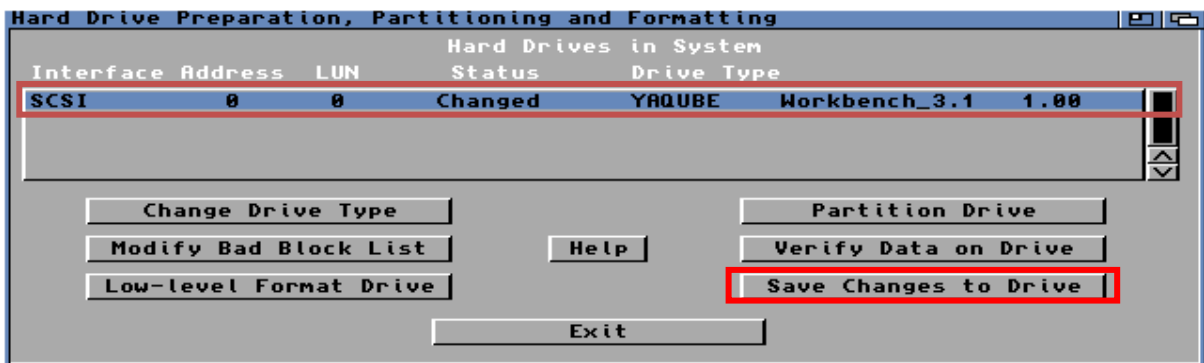 Hard Drive Preparation, Partitioning and Formatting
Hard Drives in System
Interface Address LUN Status Drive Type
SCSI 0 0 Changed YAQUBE Workbench_3.1 1.00
Change Drive Type Partition Drive
Modify Bad Block List Help Verify Data on Drive
Low-level Format Drive Save Changes to Drive
Exit